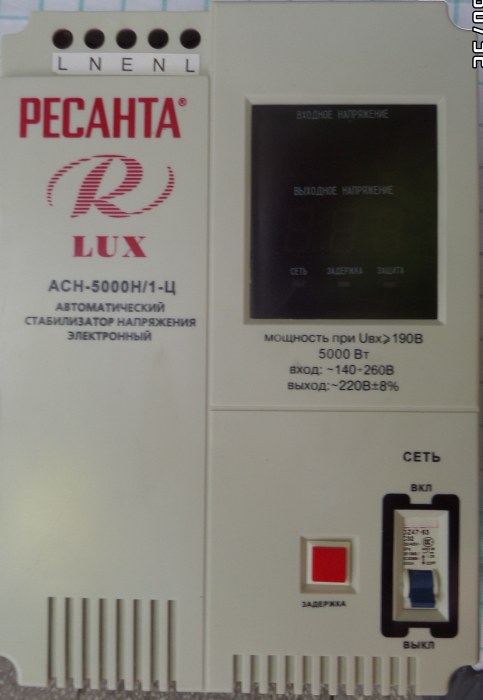 L N E N L
РЕСАНТА®
R
LUX
АСН-5000Н/1-Ц
АВТОМАТИЧЕСКИЙ
СТАБИЛИЗАТОР НАПРЯЖЕНИЯ
ЭЛЕКТРОННЫЙ
ВХОДНОЕ НАПРЯЖЕНИЕ
ВЫХОДНОЕ НАПРЯЖЕНИЕ
СЕТЬ ЗАДЕРЖКА ЗАЩИТА
мощность при Uвх⩾190В
5000 Вт
вход: ~140÷260В
выход:~220В±8%
СЕТЬ
ВКЛ
ЗАДЕРЖКА
ВЫКЛ